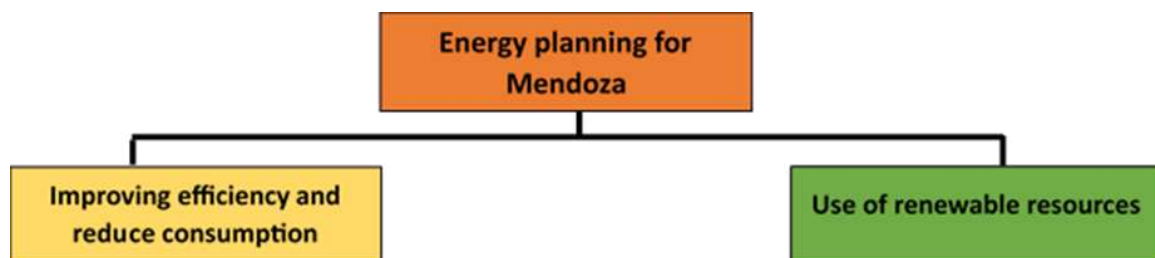 Energy planning for
Mendoza
Improving efficiency and
reduce consumption
Use of renewable resources